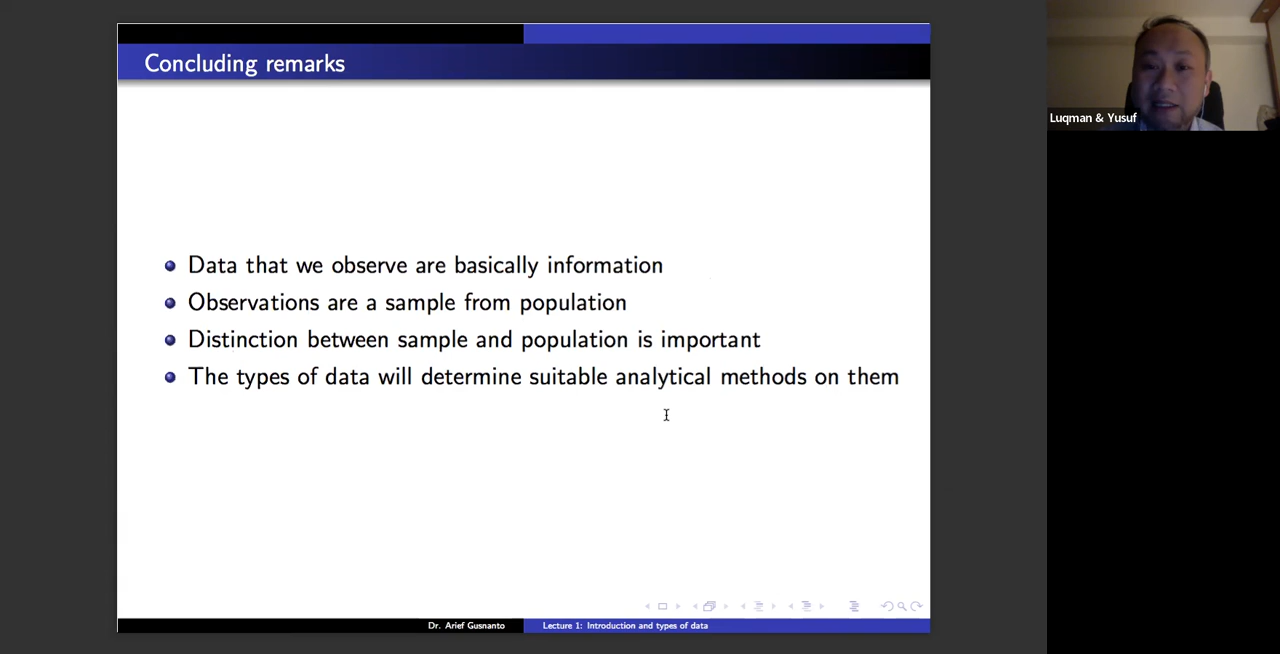 Concluding remarks
Luqman & Yusuf
Data that we observe are basically information
Observations are a sample from population
Distinction between sample and population is important
The types of data will determine suitable analytical methods on them
Dr. Arief Gusnanto
Lecture 1: Introduction and types of data